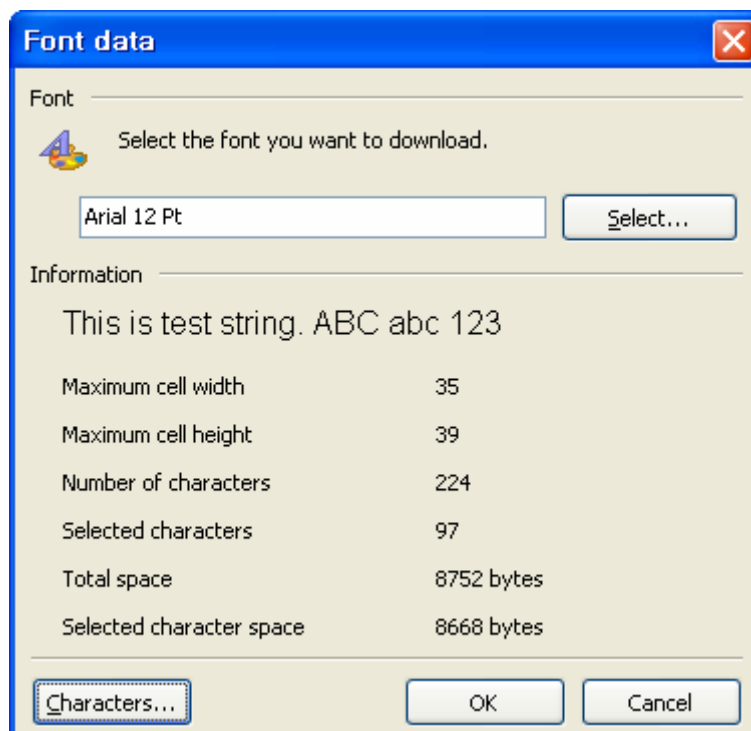 Font data
Font
Select the font you want to download.
Arial 12 Pt
Select...
Information
This is test string. ABC abc 123
Maximum cell width 35
Maximum cell height 39
Number of characters 224
Selected characters 97
Total space 8752 bytes
Selected character space 8668 bytes
Characters... OK Cancel